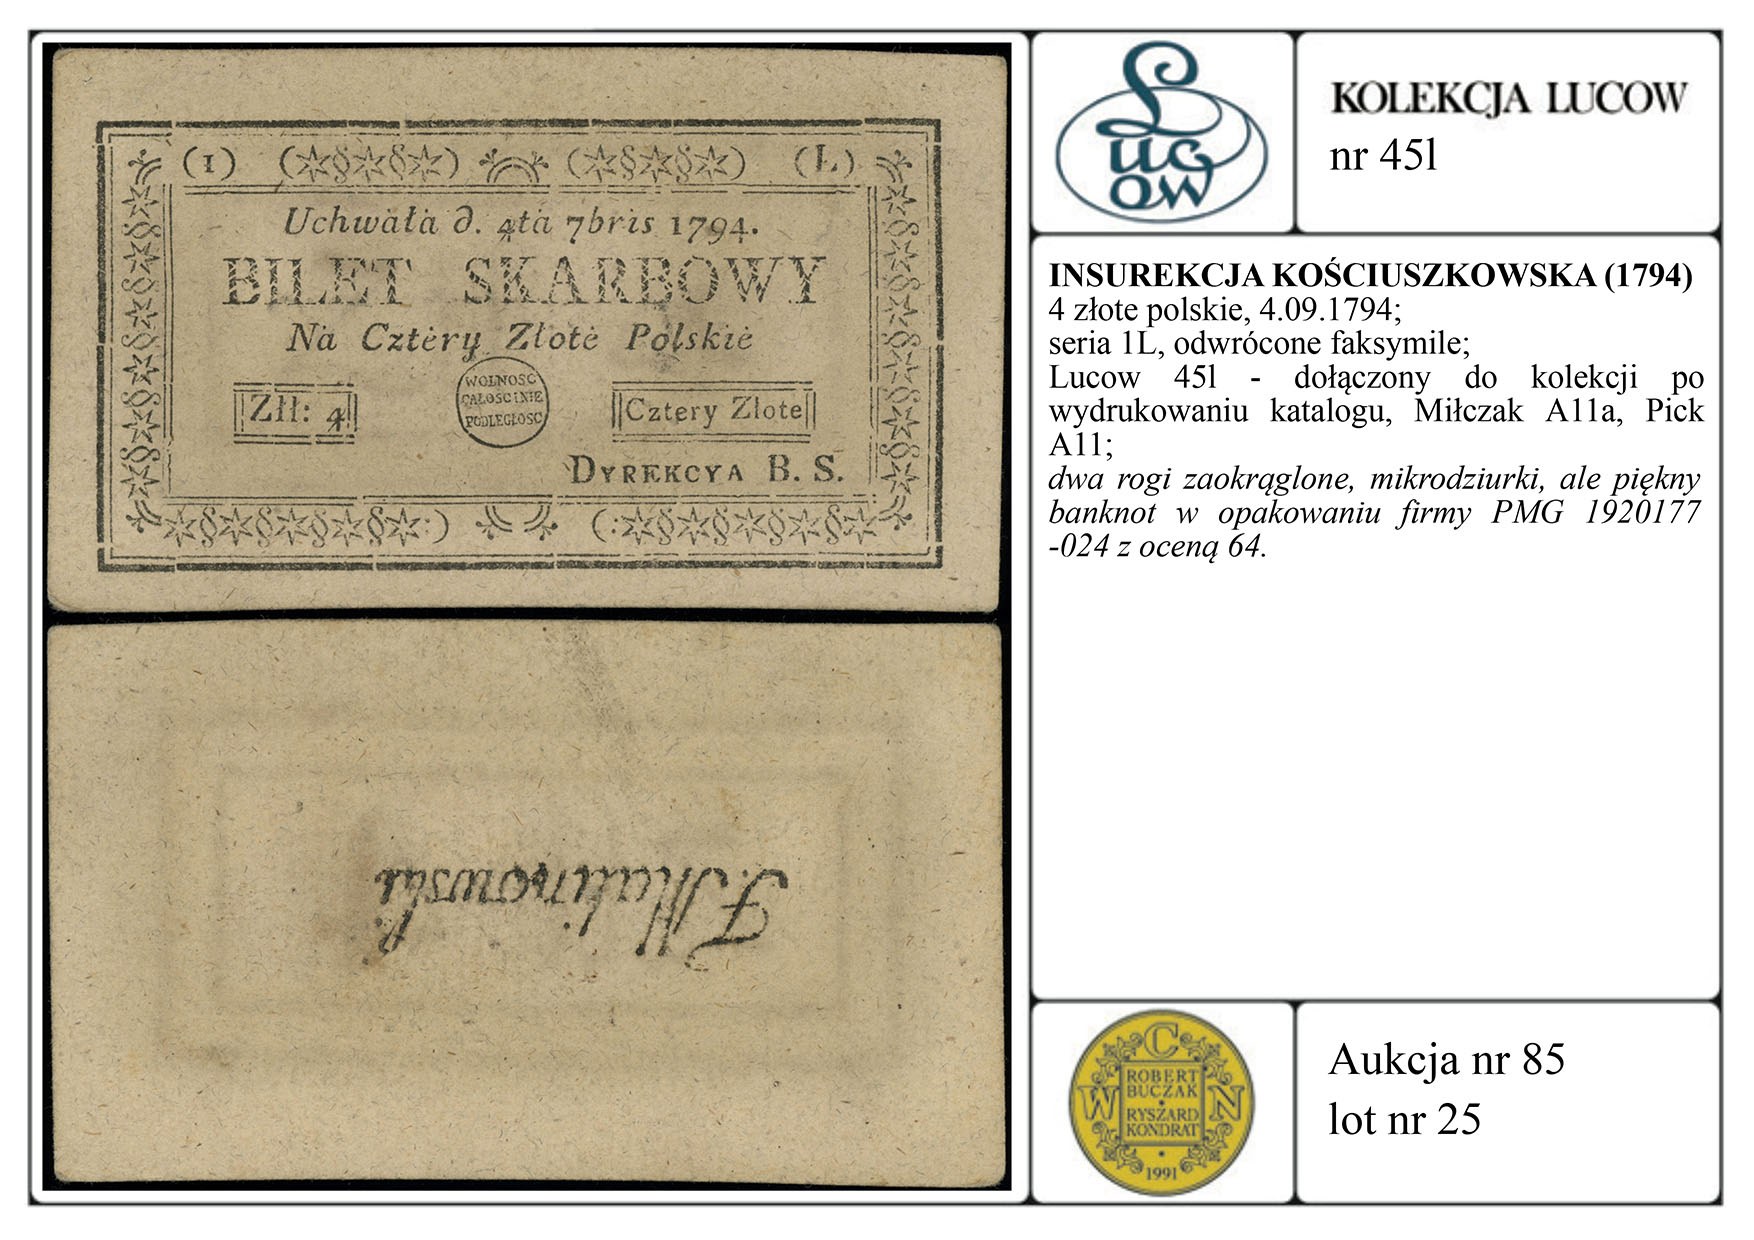 (1) (L)
Uchwała d. 4ta 7bris 1794.
BILET SKARBOWY
Na Cztery Złote Polskie
Złł: 4
WOLNOSC
CAŁOSC INIE
PODLEGŁOSC
Cztery Złote
DYREKCYA B. S.
F. Malinowski
Lucow
KOLEKCJA LUCOW
nr 45l
INSUREKCJA KOŚCIUSZKOWSKA (1794)
4 złote polskie, 4.09.1794;
seria 1L, odwrócone faksymile;
Lucow 45l - dołączony do kolekcji po
wydrukowaniu katalogu, Miłczak A11a, Pick
A11;
dwa rogi zaokrąglone, mikrodziurki, ale piękny
banknot w opakowaniu firmy PMG 1920177
-024 z oceną 64.
W C N
ROBERT
BUCZAK
RYSZARD
KONDRAT
1991
Aukcja nr 85
lot nr 25